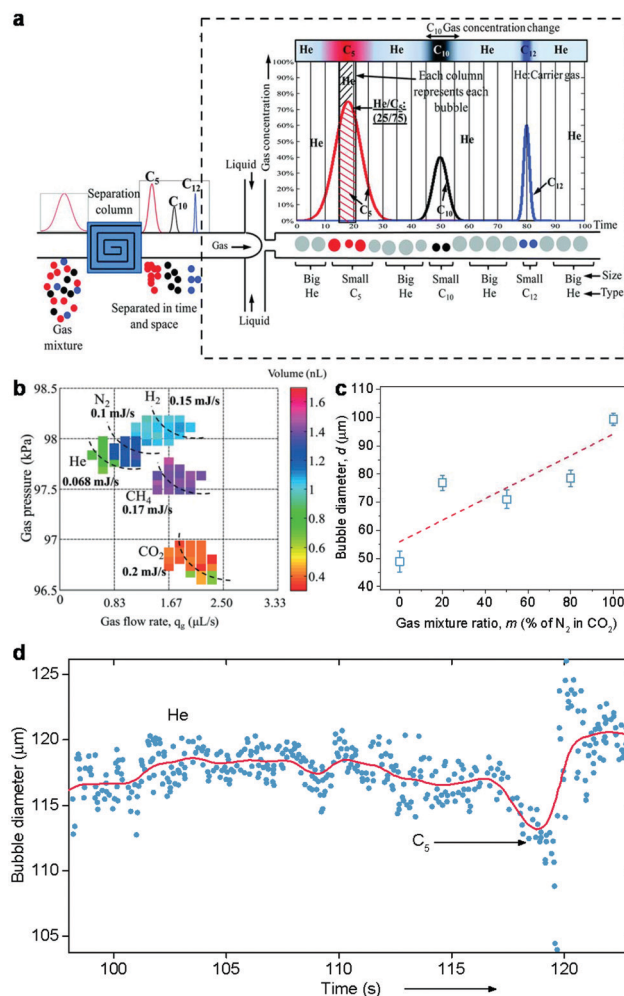 a
C10 Gas concentration change
He C5 He C10 He C12 He
Gas concentration
100%
90%
80%
70%
60%
50%
40%
30%
20%
10%
0%
He
Each column
represents each
bubble
He:Carrier gas
He/C5:
(25/75)
He
He
He
C5
C10
C12
0 10 20 30 40 50 60 70 80 90 100
Time
Separation
column
C5
C10
C12
Liquid
Gas
Liquid
Gas
mixture
Separated in time
and space
Big Small Big Small Big Small Big Size
He C5 He C10 He C12 He Type
b
Volume (nL)
98.5
98
97.5
97
96.5
Gas pressure (kPa)
N2
0.1 mJ/s
H2
0.15 mJ/s
He
0.068 mJ/s
CH4
0.17 mJ/s
CO2
0.2 mJ/s
0 0.83 1.67 2.50 3.33
Gas flow rate, qg (µL/s)
1.6
1.4
1.2
1
0.8
0.6
0.4
c
110
100
90
80
70
60
50
40
Bubble diameter, d (µm)
0 20 40 60 80 100
Gas mixture ratio, m (% of N2 in CO2)
d
125
120
115
110
105
Bubble diameter (µm)
He
C5
100 105 110 115 120
Time (s)